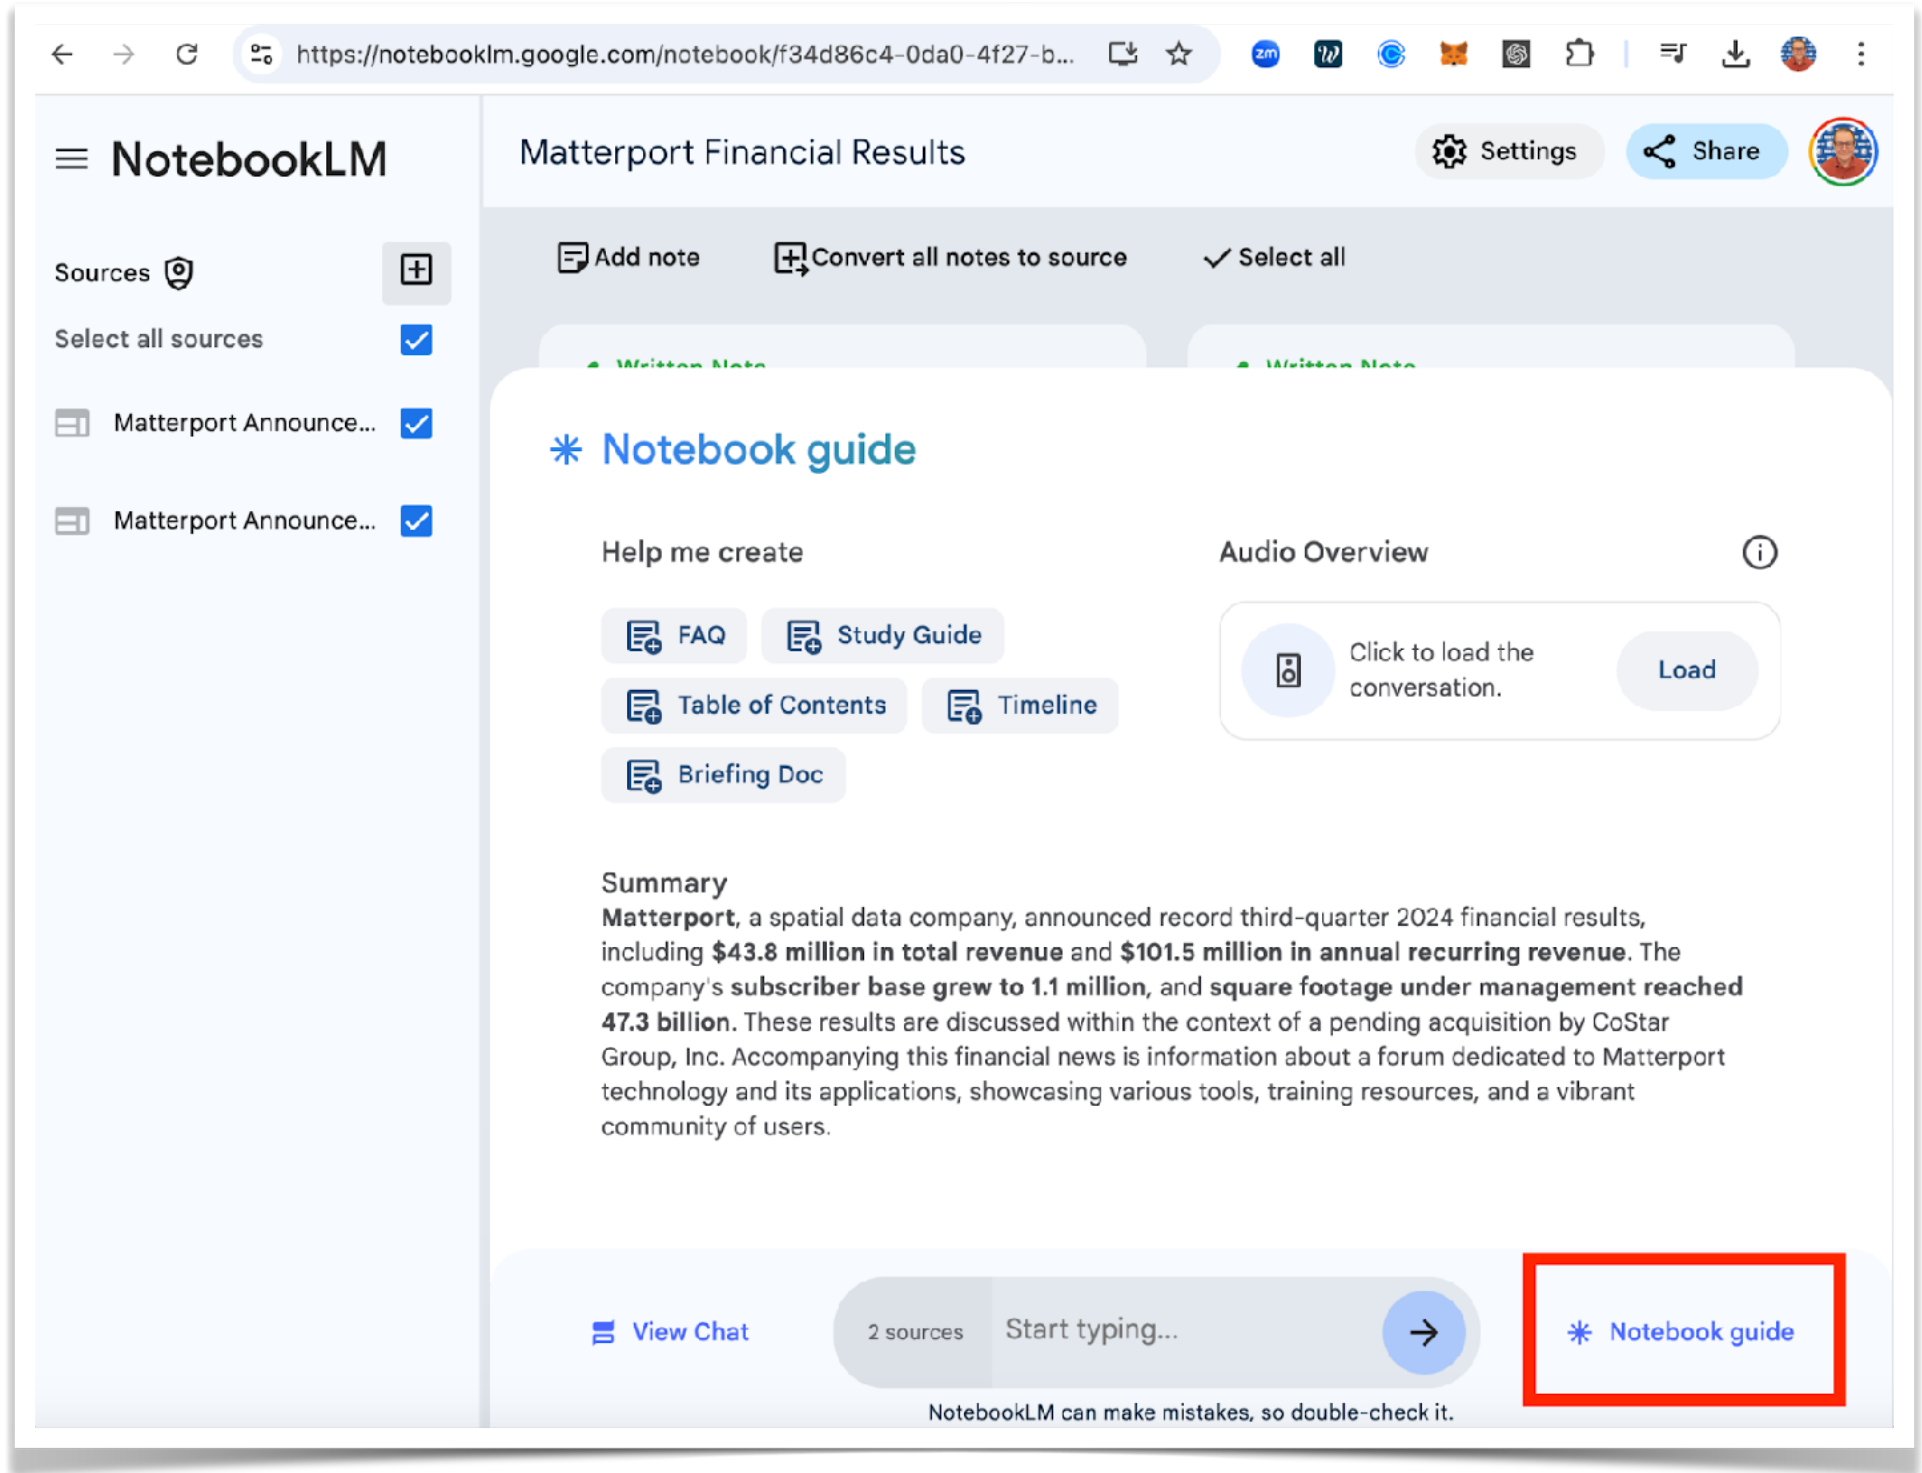 https://notebooklm.google.com/notebook/f34d86c4-0da0-4f27-b...
zm
NotebookLM
Matterport Financial Results
Settings
Share
Sources
Select all sources
Matterport Announce...
Matterport Announce...
Add note
Convert all notes to source
Select all
Written Note
Written Note
Notebook guide
Help me create
FAQ
Study Guide
Table of Contents
Timeline
Briefing Doc
Audio Overview
Click to load the
conversation.
Load
Summary
Matterport, a spatial data company, announced record third-quarter 2024 financial results,
including $43.8 million in total revenue and $101.5 million in annual recurring revenue. The
company's subscriber base grew to 1.1 million, and square footage under management reached
47.3 billion. These results are discussed within the context of a pending acquisition by CoStar
Group, Inc. Accompanying this financial news is information about a forum dedicated to Matterport
technology and its applications, showcasing various tools, training resources, and a vibrant
community of users.
View Chat
2 sources
Start typing...
Notebook guide
NotebookLM can make mistakes, so double-check it.